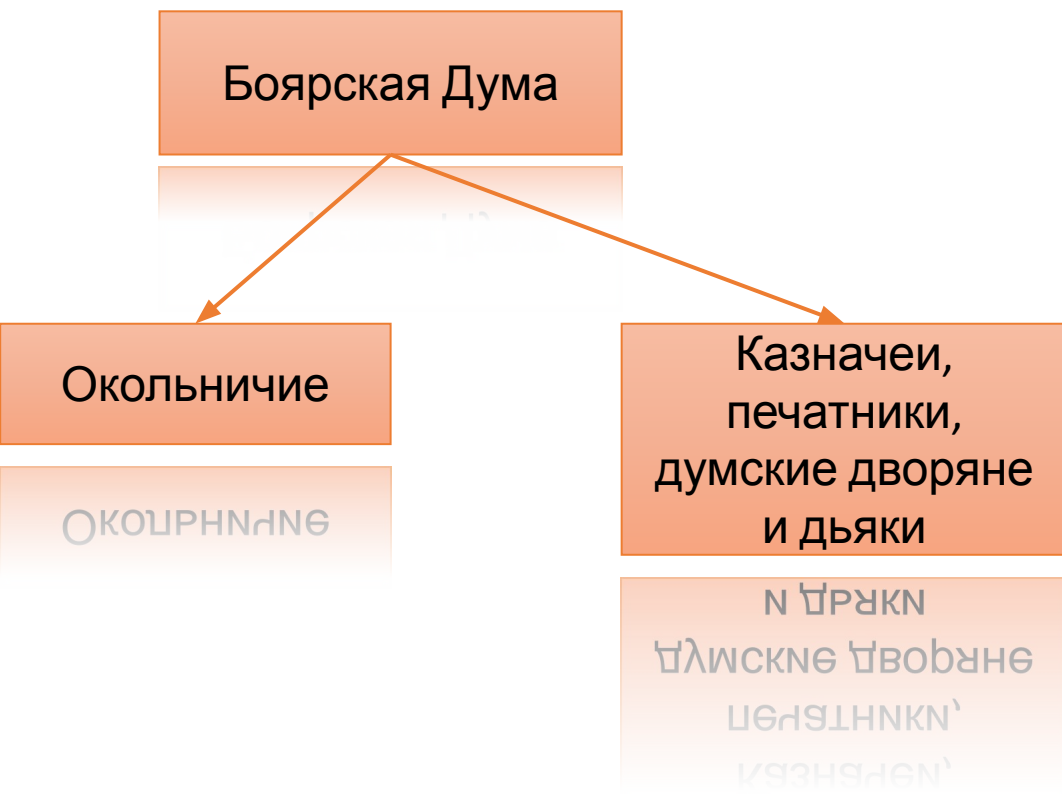 Боярская Дума
Окольничие
Казначеи,
печатники,
думские дворяне
и дьяки